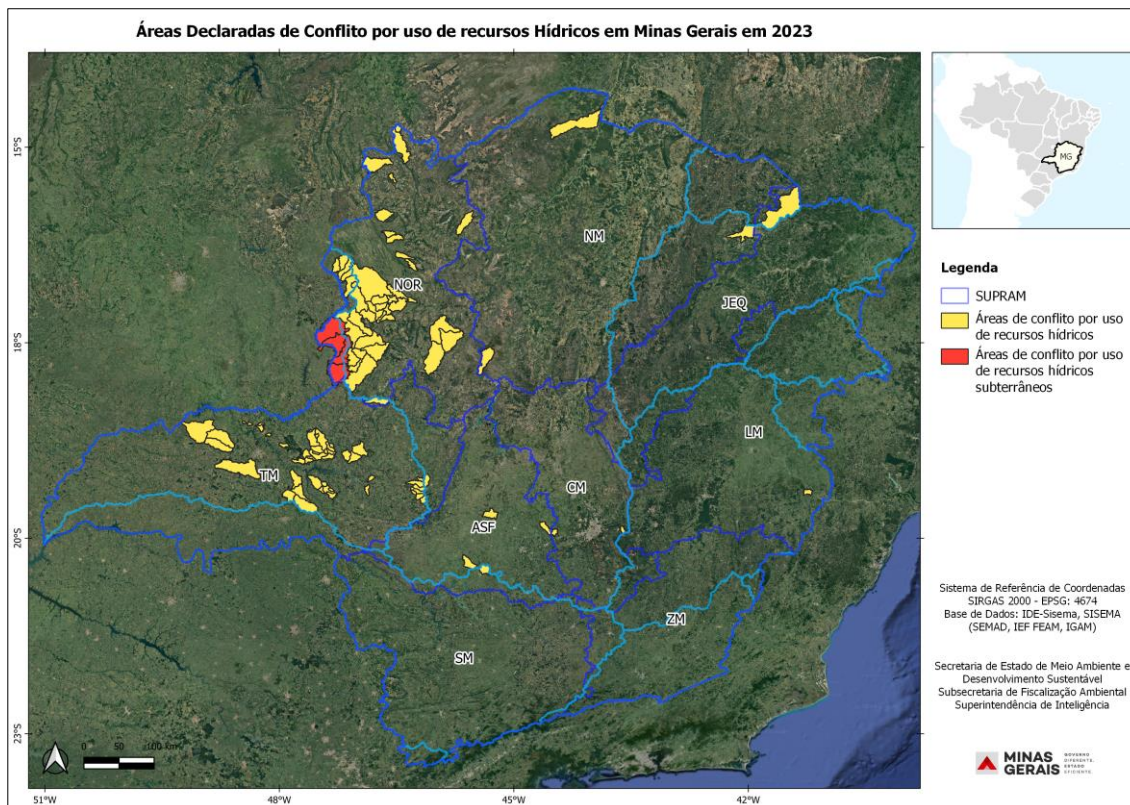 Áreas Declaradas de Conflito por uso de recursos Hídricos em Minas Gerais em 2023
15°S
18°S
20°S
23°S
51°W
48°W
45°W
42°W
NM
NOR
JEQ
LM
TM
CM
ASF
ZM
SM
0 50 100 km
MG
Legenda
SUPRAM
Áreas de conflito por uso
de recursos hídricos
Áreas de conflito por uso
de recursos hídricos
subterrâneos
Sistema de Referência de Coordenadas
SIRGAS 2000 - EPSG: 4674
Base de Dados: IDE-Sisema, SISEMA
(SEMAD, IEF FEAM, IGAM)
Secretaria de Estado de Meio Ambiente e
Desenvolvimento Sustentável
Subsecretaria de Fiscalização Ambiental
Superintendência de Inteligência
MINAS
GERAIS
GOVERNO
DIFERENTE.
ESTADO
EFICIENTE.